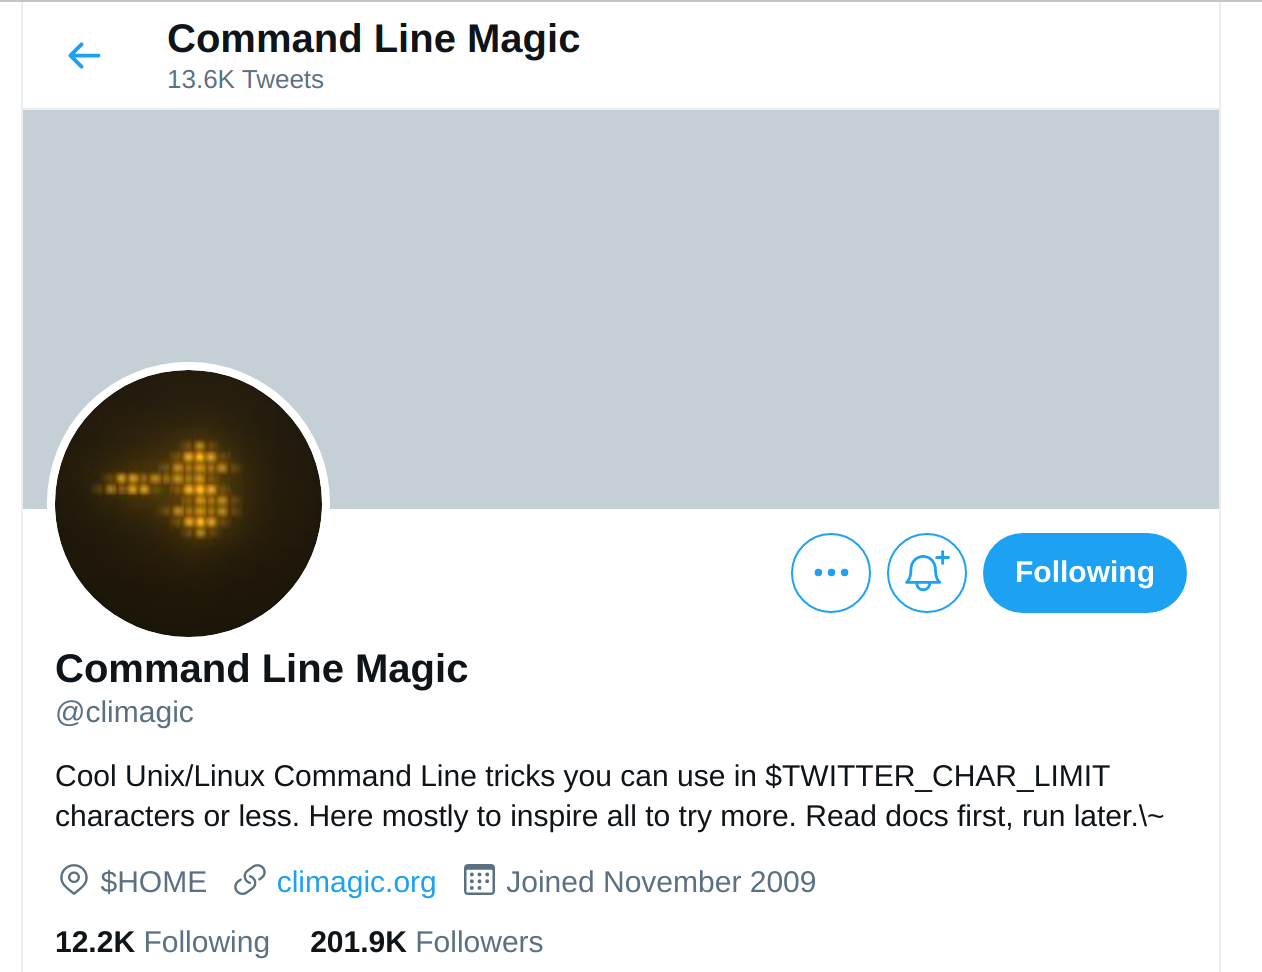 Command Line Magic
13.6K Tweets
Following
Command Line Magic
@climagic
Cool Unix/Linux Command Line tricks you can use in $TWITTER_CHAR_LIMIT
characters or less. Here mostly to inspire all to try more. Read docs first, run later.\~
$HOME climagic.org Joined November 2009
12.2K Following 201.9K Followers